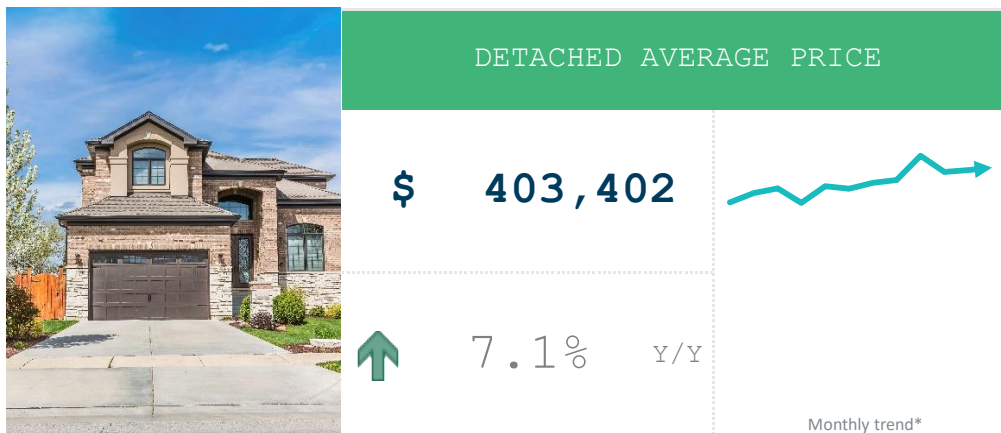 DETACHED AVERAGE PRICE
$ 403,402
7.1% Y/Y
Monthly trend*